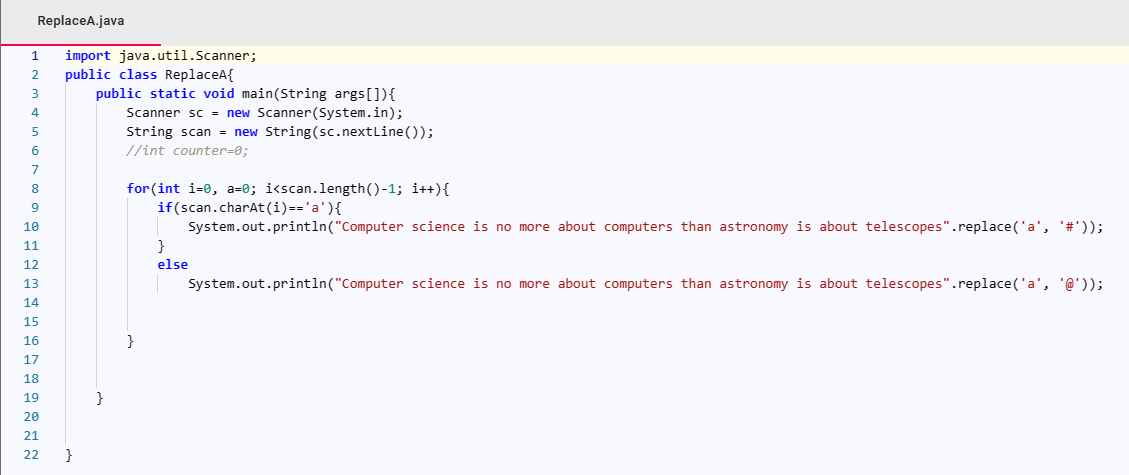 ReplaceA.java
1 import java.util.Scanner;
2 public class ReplaceA{
3     public static void main(String args[]){
4         Scanner sc = new Scanner(System.in);
5         String scan = new String(sc.nextLine());
6         //int counter=0;
7
8         for(int i=0, a=0; i<scan.length()-1; i++){
9             if(scan.charAt(i)=='a'){
10                 System.out.println("Computer science is no more about computers than astronomy is about telescopes".replace('a', '#'));
11             }
12             else
13                 System.out.println("Computer science is no more about computers than astronomy is about telescopes".replace('a', '@'));
14
15
16         }
17
18
19     }
20
21
22 }